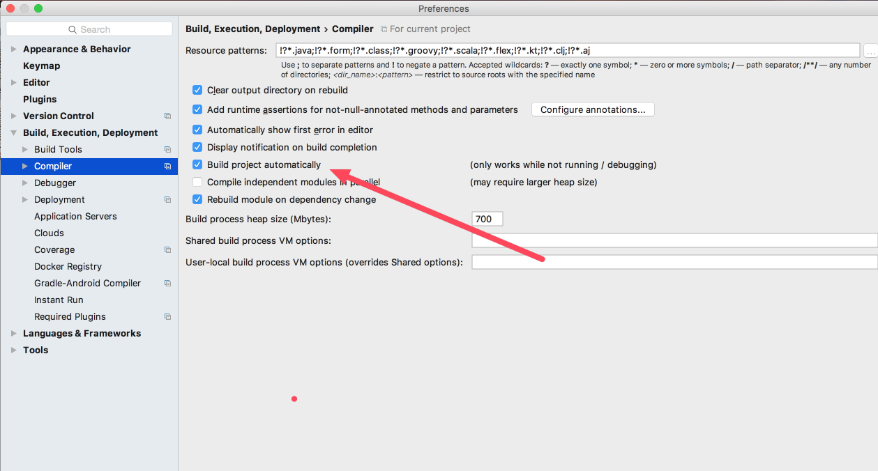 Preferences
Search
Appearance & Behavior
Keymap
Editor
Plugins
Version Control
Build, Execution, Deployment
Build Tools
Compiler
Debugger
Deployment
Application Servers
Clouds
Coverage
Docker Registry
Gradle-Android Compiler
Instant Run
Required Plugins
Languages & Frameworks
Tools
Build, Execution, Deployment › Compiler For current project
Resource patterns: !?*.java;!?*.form;!?*.class;!?*.groovy;!?*.scala;!?*.flex;!?*.kt;!?*.clj;!?*.aj ...
Use ; to separate patterns and ! to negate a pattern. Accepted wildcards: ? — exactly one symbol; * — zero or more symbols; / — path separator; /**/ — any number
of directories; <dir_name>:<pattern> — restrict to source roots with the specified name
Clear output directory on rebuild
Add runtime assertions for not-null-annotated methods and parameters Configure annotations...
Automatically show first error in editor
Display notification on build completion
Build project automatically (only works while not running / debugging)
Compile independent modules in parallel (may require larger heap size)
Rebuild module on dependency change
Build process heap size (Mbytes): 700
Shared build process VM options:
User-local build process VM options (overrides Shared options):